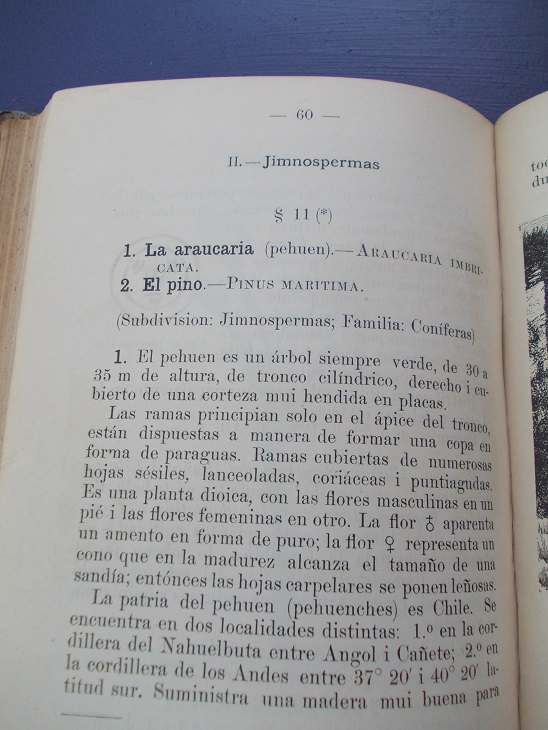 — 60 —
II.—Jimnospermas
§ 11 (*)
1. La araucaria (pehuen).—ARAUCARIA IMBRI-
CATA.
2. El pino.—PINUS MARITIMA.
(Subdivision: Jimnospermas; Familia: Coníferas)
1. El pehuen es un árbol siempre verde, de 30 a
35 m de altura, de tronco cilíndrico, derecho i cu-
bierto de una corteza mui hendida en placas.
Las ramas principian solo en el ápice del tronco,
están dispuestas a manera de formar una copa en
forma de paraguas. Ramas cubiertas de numerosas
hojas sésiles, lanceoladas, coriáceas i puntiagudas.
Es una planta dioica, con las flores masculinas en un
pié i las flores femeninas en otro. La flor ♁ aparenta
un amento en forma de puro; la flor ♀ representa un
cono que en la madurez alcanza el tamaño de una
sandía; entónces las hojas carpelares se ponen leñosas.
La patria del pehuen (pehuenches) es Chile. Se
encuentra en dos localidades distintas: 1.º en la cor-
dillera del Nahuelbuta entre Angol i Cañete; 2.º en
la cordillera de los Andes entre 37° 20' i 40° 20' la-
titud sur. Suministra una madera mui buena para